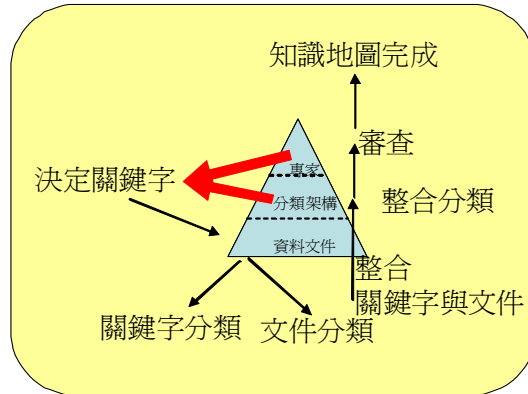 知識地圖完成
審查
專家
決定關鍵字
分類架構
整合分類
資料文件
整合
關鍵字與文件
關鍵字分類
文件分類